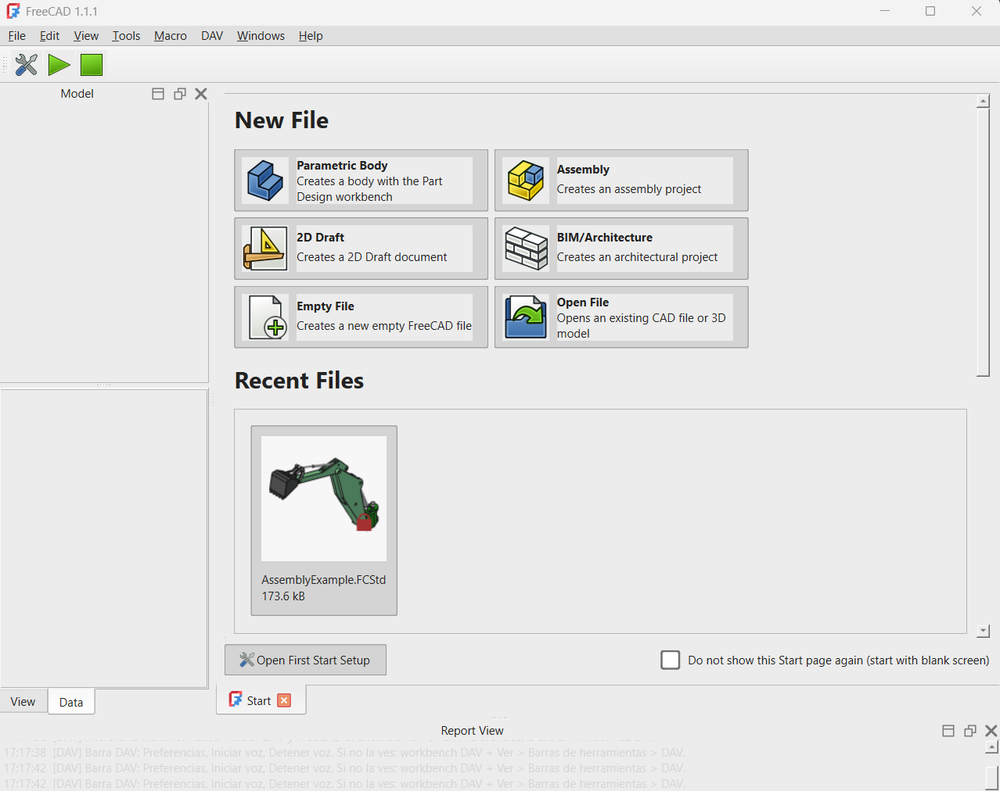 FreeCAD 1.1.1
File Edit View Tools Macro DAV Windows Help
Model
New File
Parametric Body
Creates a body with the Part
Design workbench
Assembly
Creates an assembly project
2D Draft
Creates a 2D Draft document
BIM/Architecture
Creates an architectural project
Empty File
Creates a new empty FreeCAD file
Open File
Opens an existing CAD file or 3D
model
Recent Files
AssemblyExample.FCStd
173.6 kB
Open First Start Setup
Do not show this Start page again (start with blank screen)
View Data
Start
Report View
17:17:38 [DAV] Barra DAV: Preferencias, Iniciar voz, Detener voz. Si no la ves: workbench DAV + Ver > Barras de herramientas > DAV.
17:17:42 [DAV] Barra DAV: Preferencias, Iniciar voz, Detener voz. Si no la ves: workbench DAV + Ver > Barras de herramientas > DAV.
17:17:42 [DAV] Barra DAV: Preferencias, Iniciar voz, Detener voz. Si no la ves: workbench DAV + Ver > Barras de herramientas > DAV.